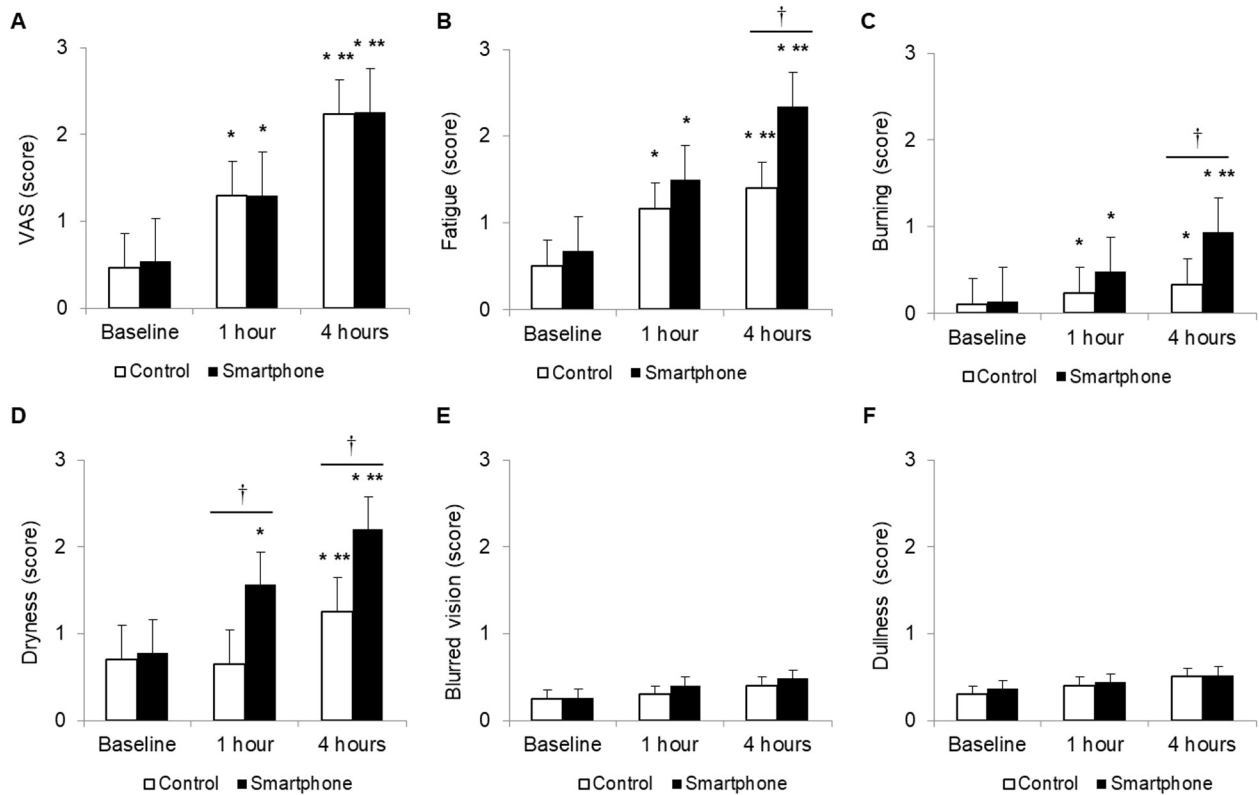 A
VAS (score)
3
2
1
0
* ** * **
* *
Baseline 1 hour 4 hours
Control Smartphone
B
Fatigue (score)
3
2
1
0
†
* **
*
* **
*
Baseline 1 hour 4 hours
Control Smartphone
C
Burning (score)
3
2
1
0
†
* **
*
* *
Baseline 1 hour 4 hours
Control Smartphone
D
Dryness (score)
3
2
1
0
†
* **
†
*
* **
Baseline 1 hour 4 hours
Control Smartphone
E
Blurred vision (score)
3
2
1
0
Baseline 1 hour 4 hours
Control Smartphone
F
Dullness (score)
3
2
1
0
Baseline 1 hour 4 hours
Control Smartphone